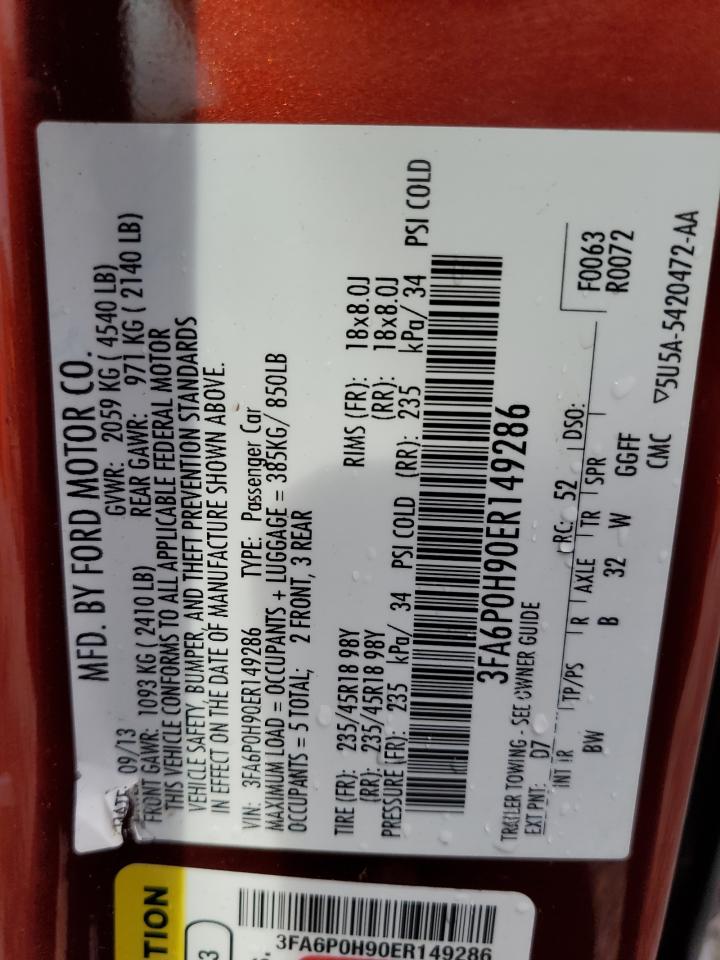 MFD. BY FORD MOTOR CO.
DATE: 09/13 GVWR: 2059 KG ( 4540 LB)
FRONT GAWR: 1093 KG ( 2410 LB) REAR GAWR: 971 KG ( 2140 LB)
THIS VEHICLE CONFORMS TO ALL APPLICABLE FEDERAL MOTOR
VEHICLE SAFETY, BUMPER, AND THEFT PREVENTION STANDARDS
IN EFFECT ON THE DATE OF MANUFACTURE SHOWN ABOVE.
VIN: 3FA6P0H90ER149286 TYPE: Passenger Car
MAXIMUM LOAD = OCCUPANTS + LUGGAGE = 385KG/ 850LB
OCCUPANTS = 5 TOTAL; 2 FRONT, 3 REAR
TIRE (FR): 235/45R18 98Y RIMS (FR): 18x8.0J
(RR): 235/45R18 98Y (RR): 18x8.0J
PRESSURE (FR): 235 kPa/ 34 PSI COLD (RR): 235 kPa/ 34 PSI COLD
3FA6P0H90ER149286
TRAILER TOWING - SEE OWNER GUIDE
EXT PNT: D7 RC: 52 DSO: F0063
R0072
INT TR TP/PS R AXLE TR SPR
BW B 32 W GGFF
CMC ▽5U5A-5420472-AA
TION
3
3FA6P0H90ER149286